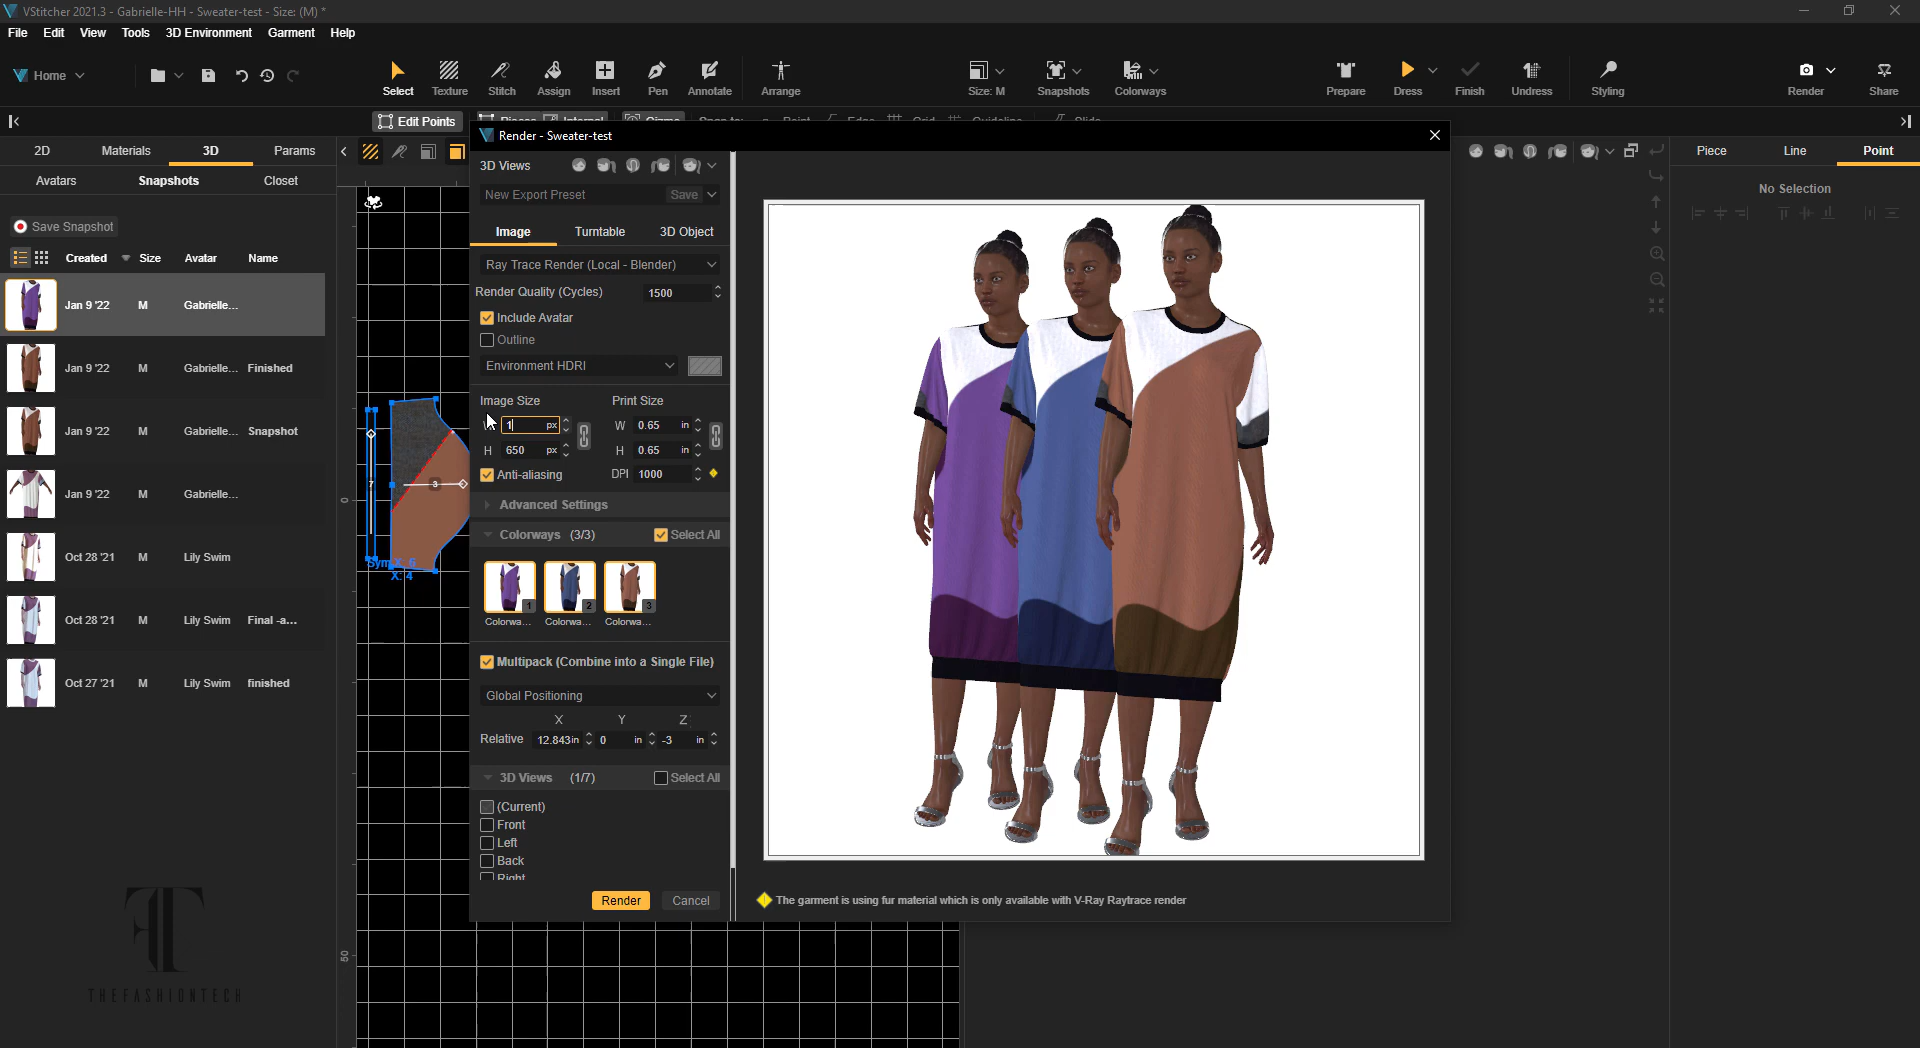 VStitcher 2021.3 - Gabrielle-HH - Sweater-test - Size: (M) *
File Edit View Tools 3D Environment Garment Help
Home
Select Texture Stitch Assign Insert Pen Annotate Arrange
Size: M Snapshots Colorways
Prepare Dress Finish Undress Styling Render Share
Edit Points
Render - Sweater-test
2D Materials 3D Params
Avatars Snapshots Closet
Save Snapshot
Created Size Avatar Name
Jan 9 '22 M Gabrielle...
Jan 9 '22 M Gabrielle... Finished
Jan 9 '22 M Gabrielle... Snapshot
Jan 9 '22 M Gabrielle...
Oct 28 '21 M Lily Swim
Oct 28 '21 M Lily Swim Final -a...
Oct 27 '21 M Lily Swim finished
THEFASHIONTECH
0
50
7
3
X: 4
3D Views
New Export Preset Save
Image Turntable 3D Object
Ray Trace Render (Local - Blender)
Render Quality (Cycles) 1500
Include Avatar
Outline
Environment HDRI
Image Size Print Size
1 px W 0.65 in
H 650 px H 0.65 in
Anti-aliasing DPI 1000
Advanced Settings
Colorways (3/3) Select All
1 2 3
Colorwa... Colorwa... Colorwa...
Multipack (Combine into a Single File)
Global Positioning
X Y Z
Relative 12.843in 0 in -3 in
3D Views (1/7) Select All
(Current)
Front
Left
Back
Right
Render Cancel
The garment is using fur material which is only available with V-Ray Raytrace render
Piece Line Point
No Selection